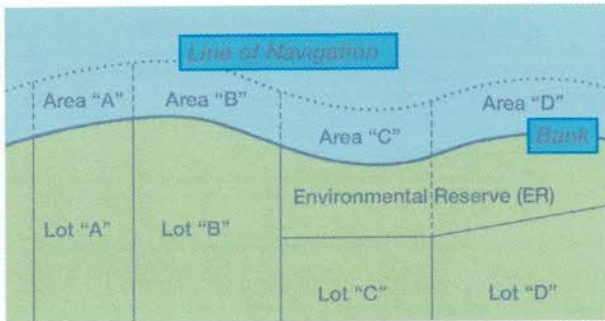 Line of Navigation
Area "A"
Area "B"
Area "C"
Area "D"
Bank
Environmental Reserve (ER)
Lot "A"
Lot "B"
Lot "C"
Lot "D"